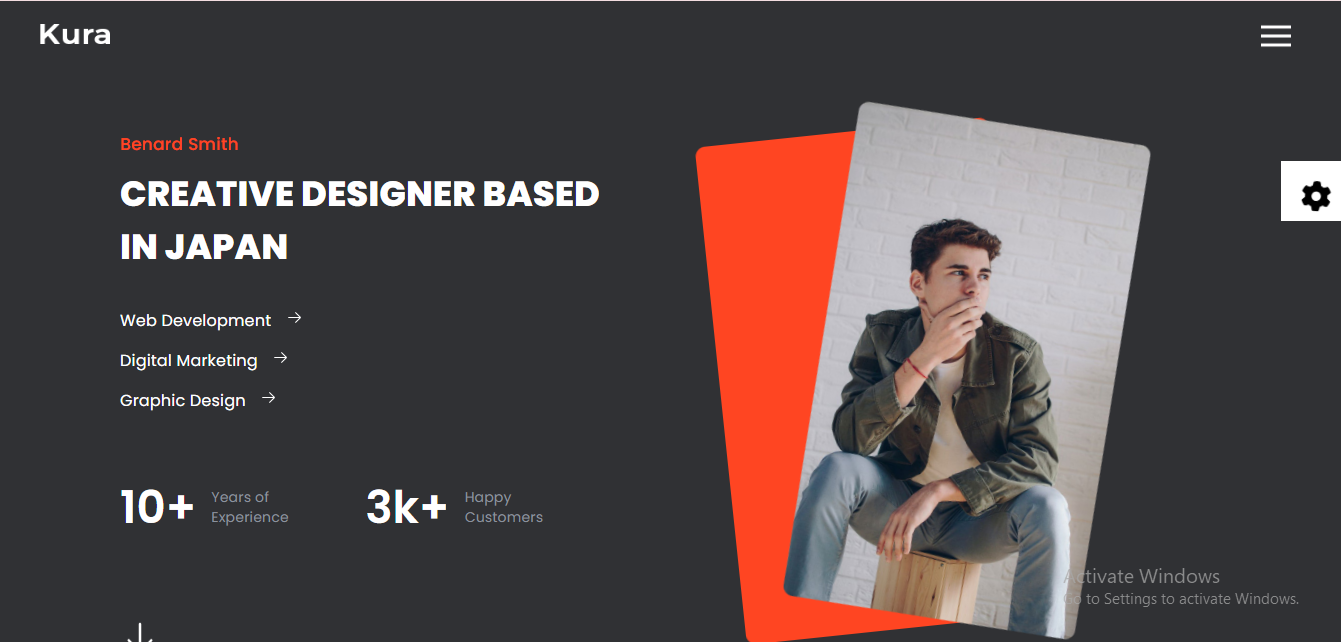 Kura
Benard Smith
CREATIVE DESIGNER BASED
IN JAPAN
Web Development
Digital Marketing
Graphic Design
10+
Years of
Experience
3k+
Happy
Customers
Activate Windows
Go to Settings to activate Windows.